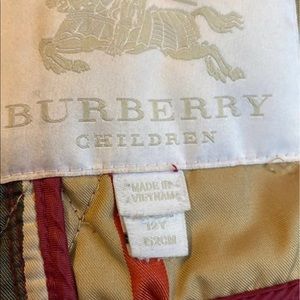 BURBERRY
CHILDREN
MADE IN
VIETNAM
12Y
152CM